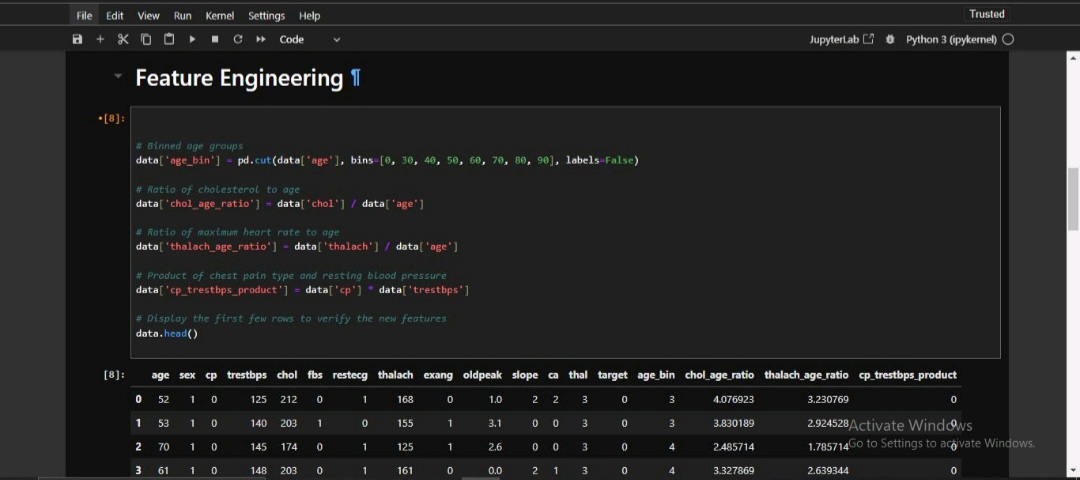 File Edit View Run Kernel Settings Help Trusted
Code JupyterLab Python 3 (ipykernel)
Feature Engineering ¶
•[8]:
# Binned age groups
data['age_bin'] = pd.cut(data['age'], bins=[0, 30, 40, 50, 60, 70, 80, 90], labels=False)
# Ratio of cholesterol to age
data['chol_age_ratio'] = data['chol'] / data['age']
# Ratio of maximum heart rate to age
data['thalach_age_ratio'] = data['thalach'] / data['age']
# Product of chest pain type and resting blood pressure
data['cp_trestbps_product'] = data['cp'] * data['trestbps']
# Display the first few rows to verify the new features
data.head()
[8]: age sex cp trestbps chol fbs restecg thalach exang oldpeak slope ca thal target age_bin chol_age_ratio thalach_age_ratio cp_trestbps_product
0 52 1 0 125 212 0 1 168 0 1.0 2 2 3 0 3 4.076923 3.230769 0
1 53 1 0 140 203 1 0 155 1 3.1 0 0 3 0 3 3.830189 2.924528 0
2 70 1 0 145 174 0 1 125 1 2.6 0 0 3 0 4 2.485714 1.785714 0
3 61 1 0 148 203 0 1 161 0 0.0 2 1 3 0 4 3.327869 2.639344 0
Activate Windows
Go to Settings to activate Windows.